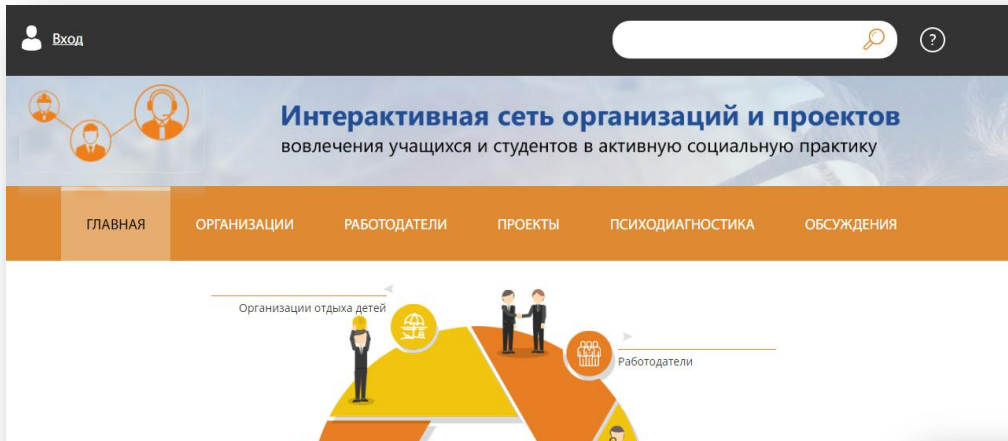 Вход
?
Интерактивная сеть организаций и проектов
вовлечения учащихся и студентов в активную социальную практику
ГЛАВНАЯ ОРГАНИЗАЦИИ РАБОТОДАТЕЛИ ПРОЕКТЫ ПСИХОДИАГНОСТИКА ОБСУЖДЕНИЯ
Организации отдыха детей
Работодатели